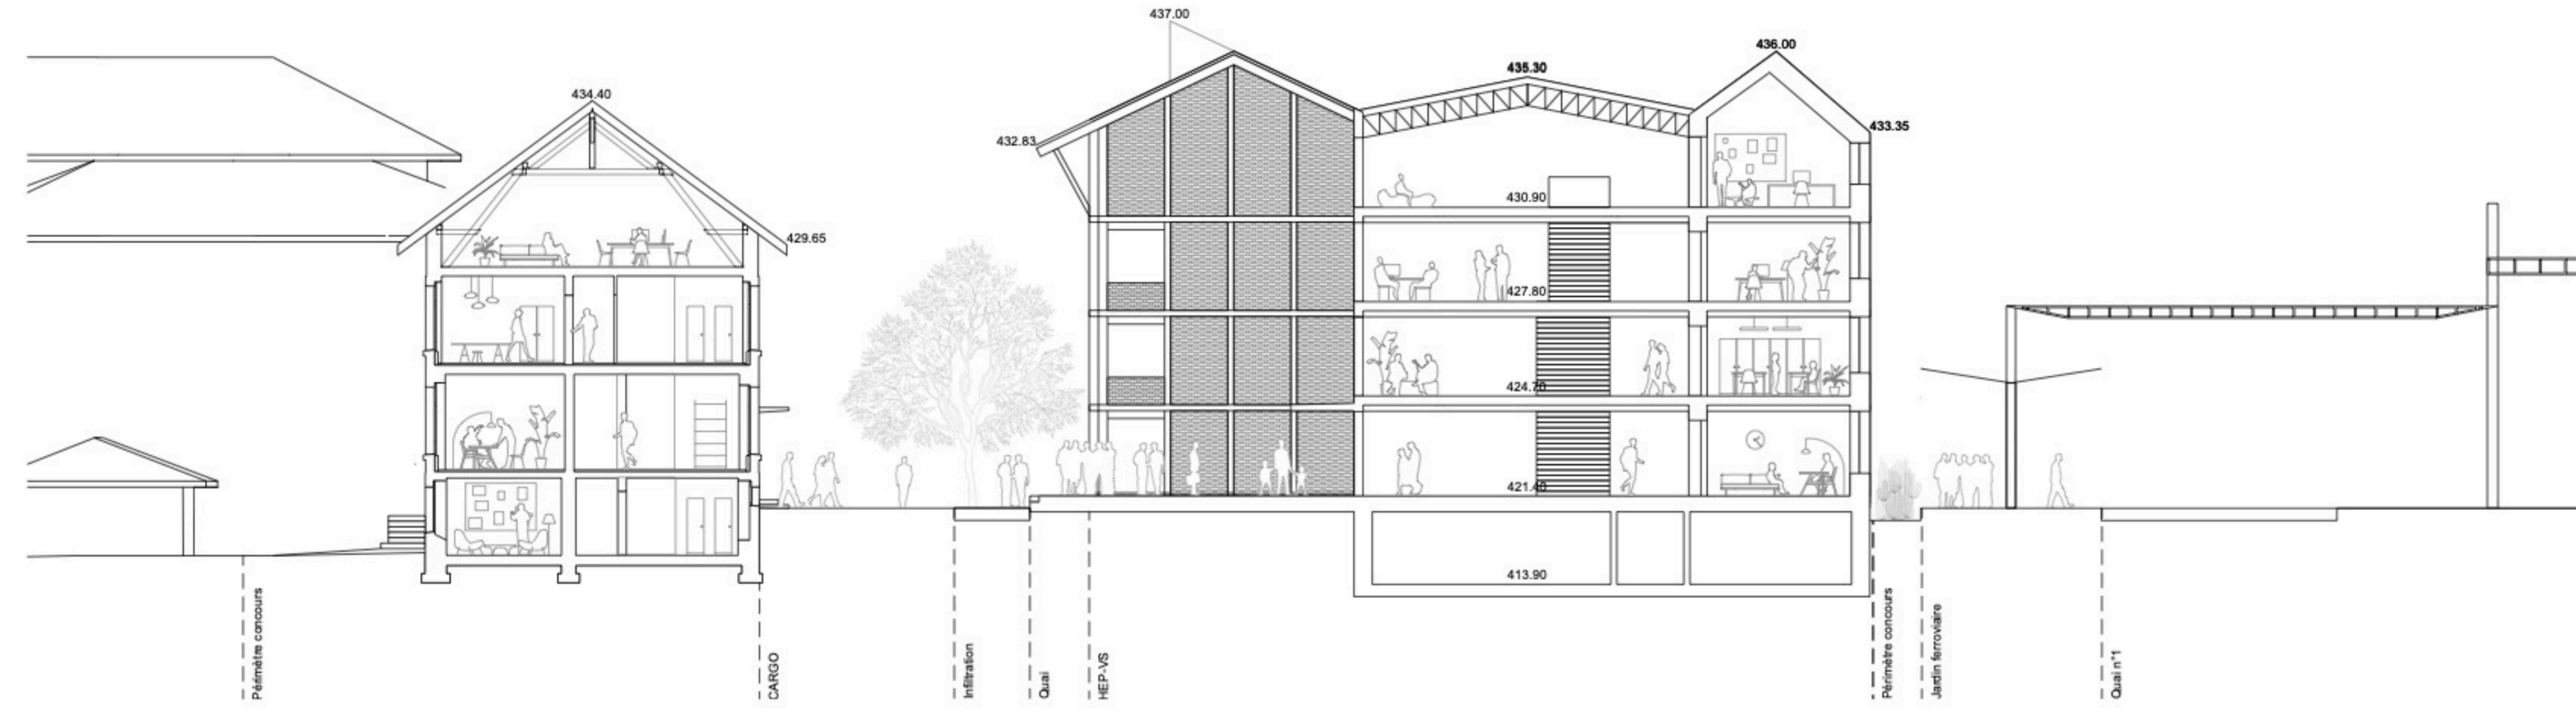 437.00
436.00
435.30
434.40
433.35
432.83
430.90
429.65
427.80
424.70
421.40
413.90
Périmètre concours
CARGO
Infiltration
Quai
HEP-VS
Périmètre concours
Jardin ferroviaire
Quai n°1